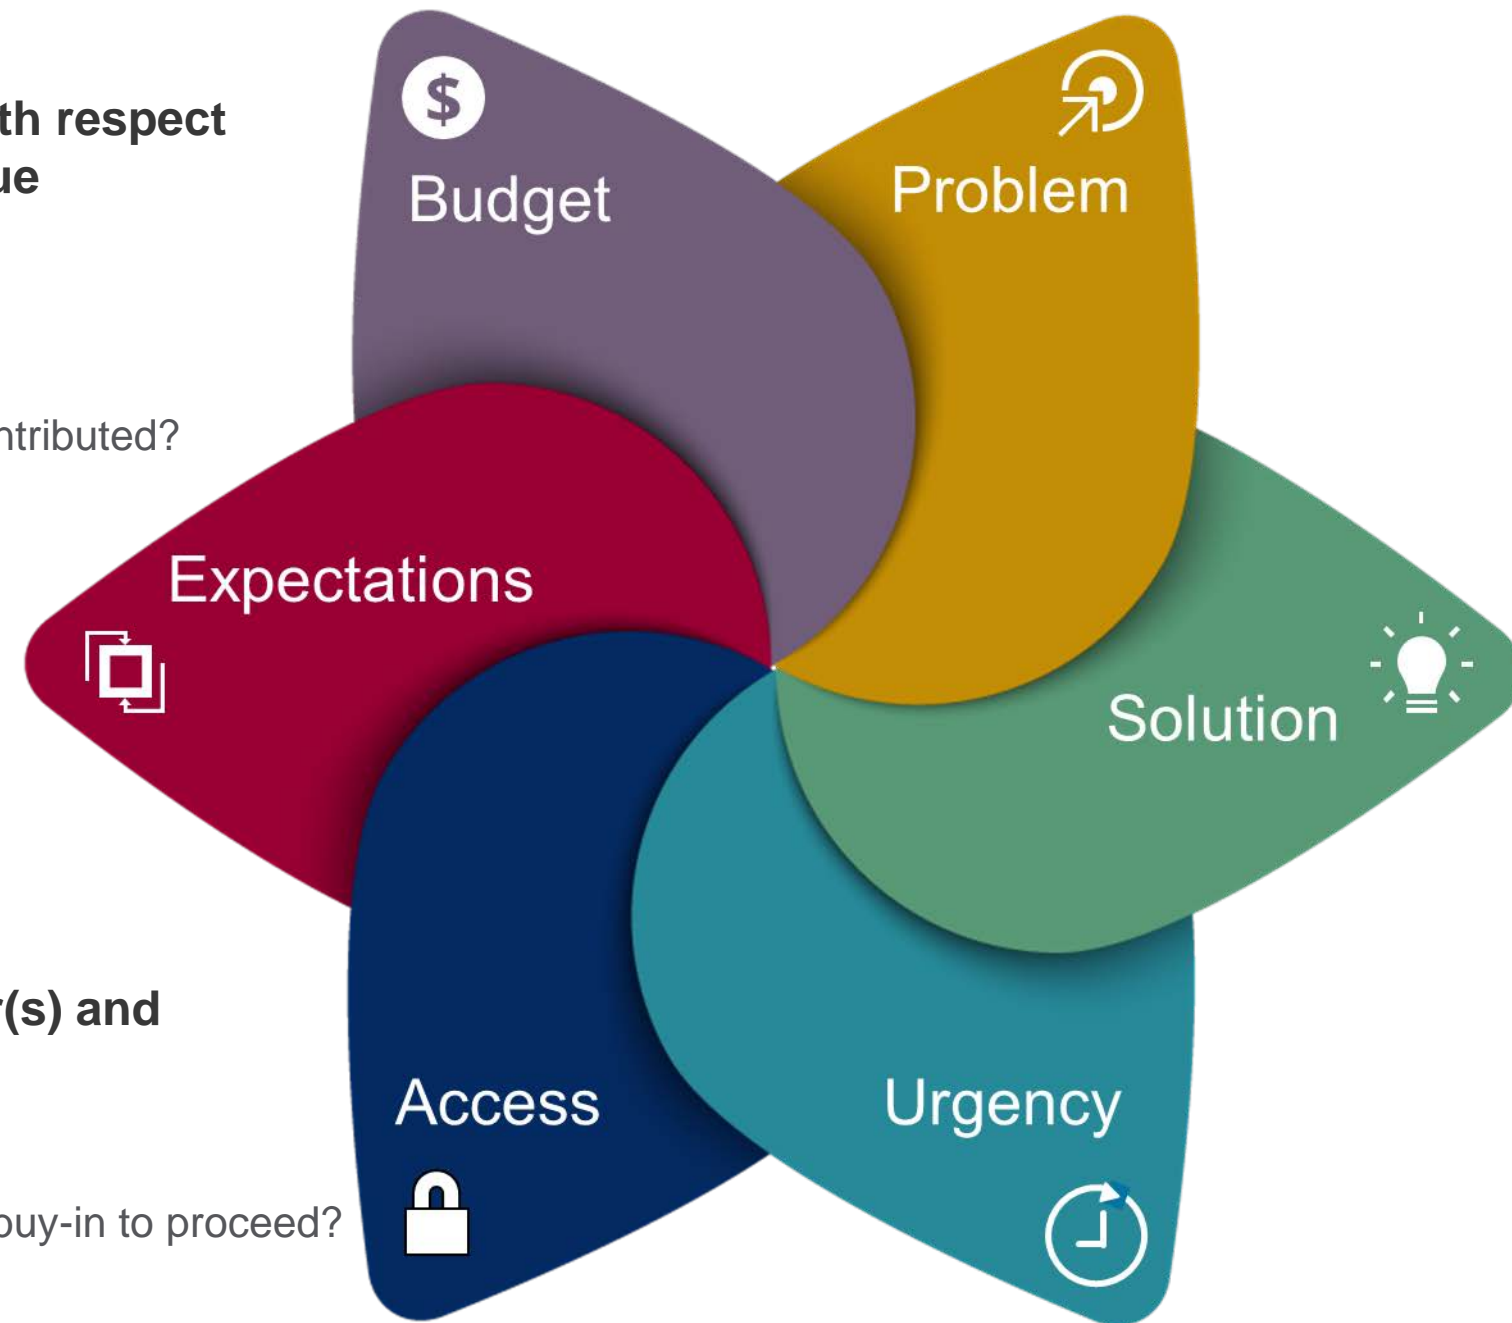 th respect
ue
ntributed?
r(s) and
buy-in to proceed?
$
Budget
Problem
Expectations
Solution
Access
Urgency